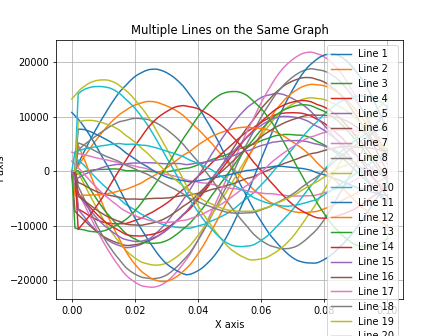 Multiple Lines on the Same Graph
20000
10000
0
−10000
−20000
0.00
0.02
0.04
0.06
X axis
Line 1
Line 2
Line 3
Line 4
Line 5
Line 6
Line 7
Line 8
Line 9
Line 10
Line 11
Line 12
Line 13
Line 14
Line 15
Line 16
Line 17
Line 18
Line 19
Line 20